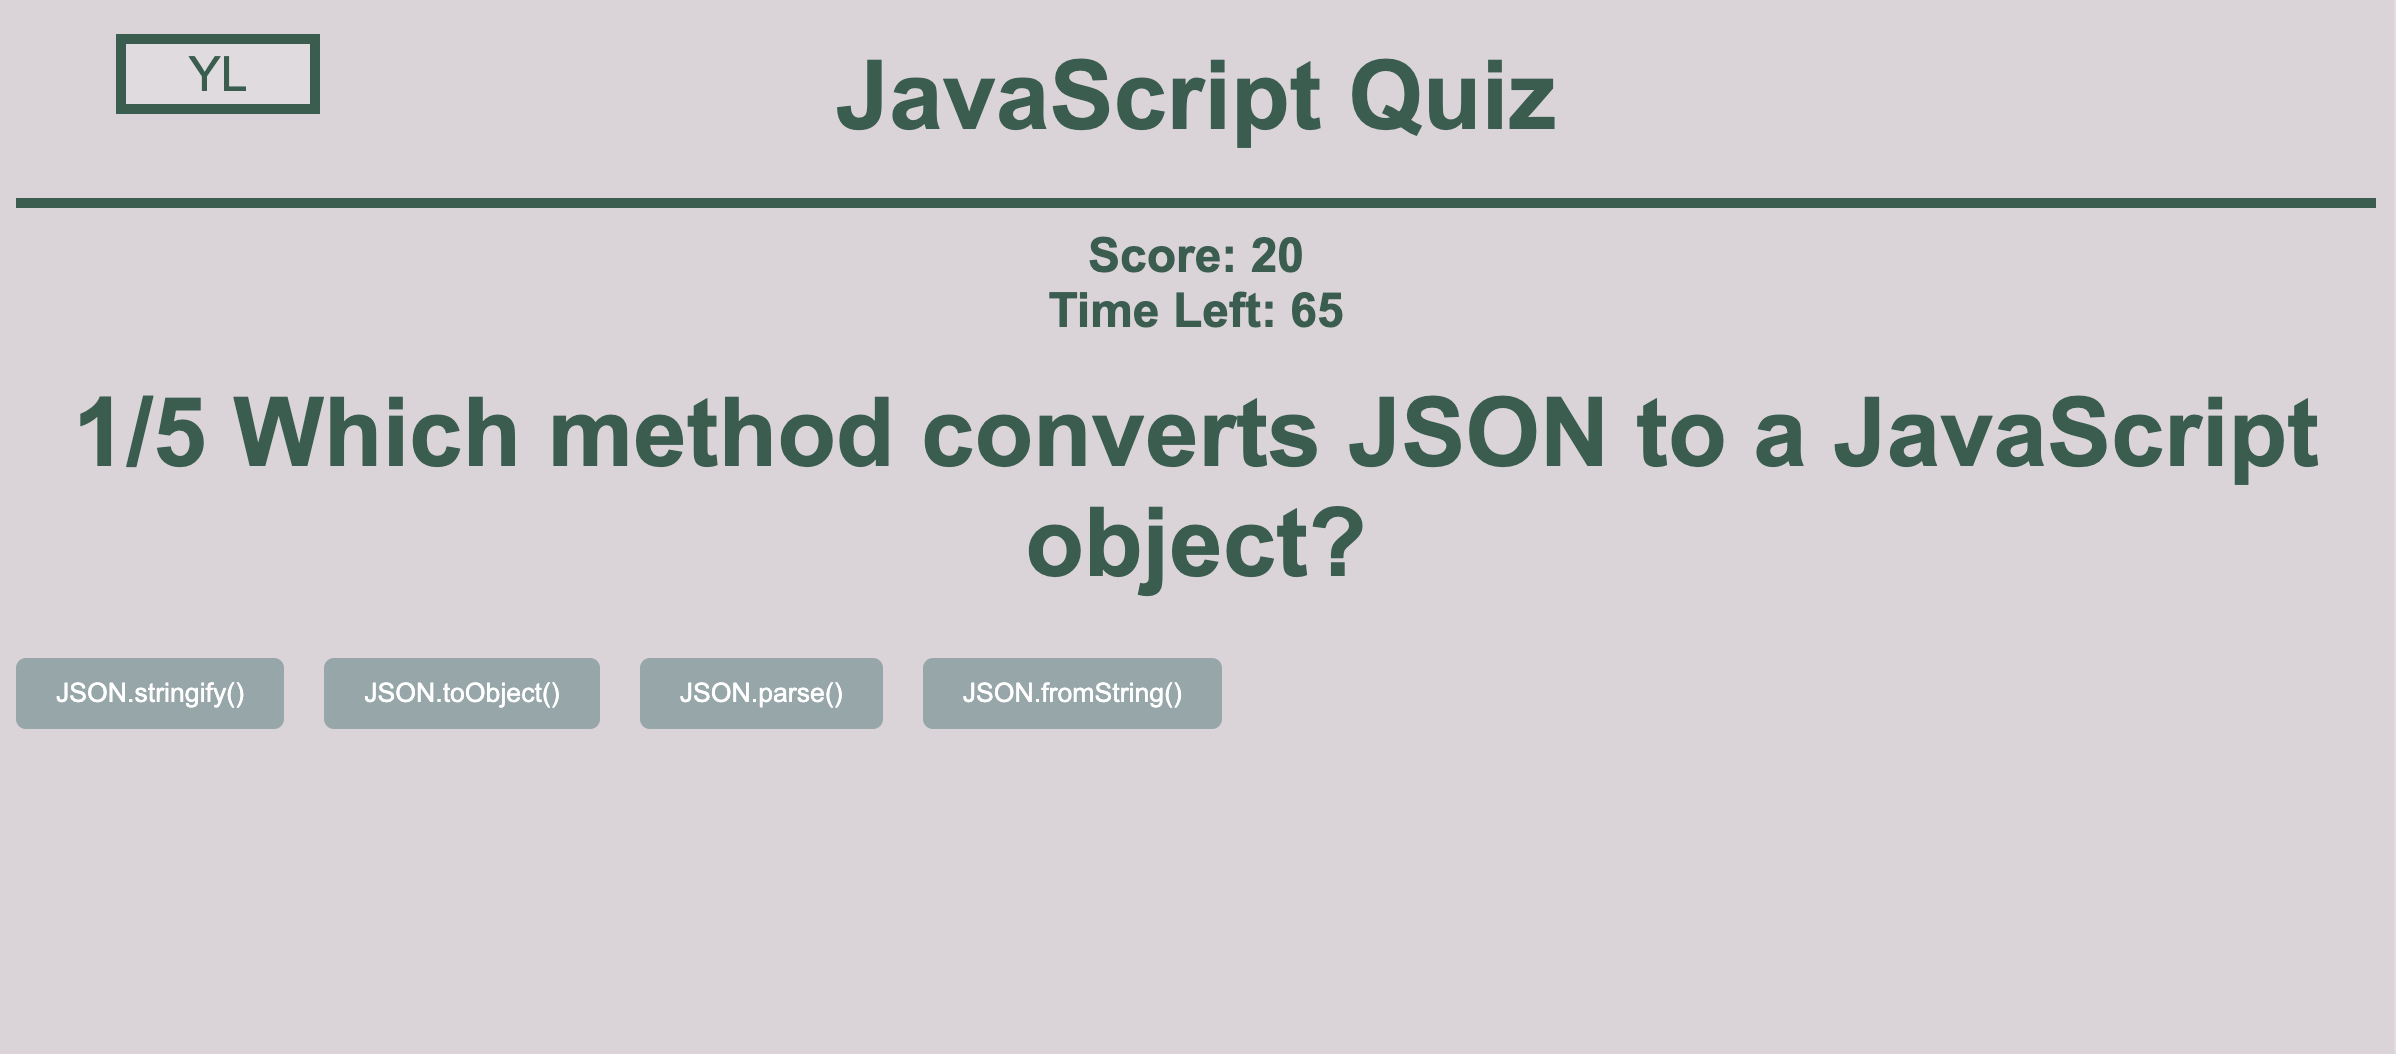 YL
JavaScript Quiz
Score: 20
Time Left: 65
1/5 Which method converts JSON to a JavaScript
object?
JSON.stringify()
JSON.toObject()
JSON.parse()
JSON.fromString()